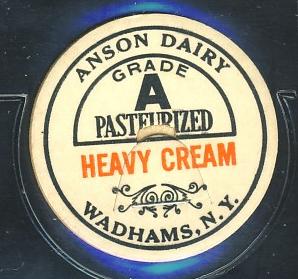 ANSON DAIRY
GRADE
A
PASTEURIZED
HEAVY CREAM
WADHAMS, N.Y.